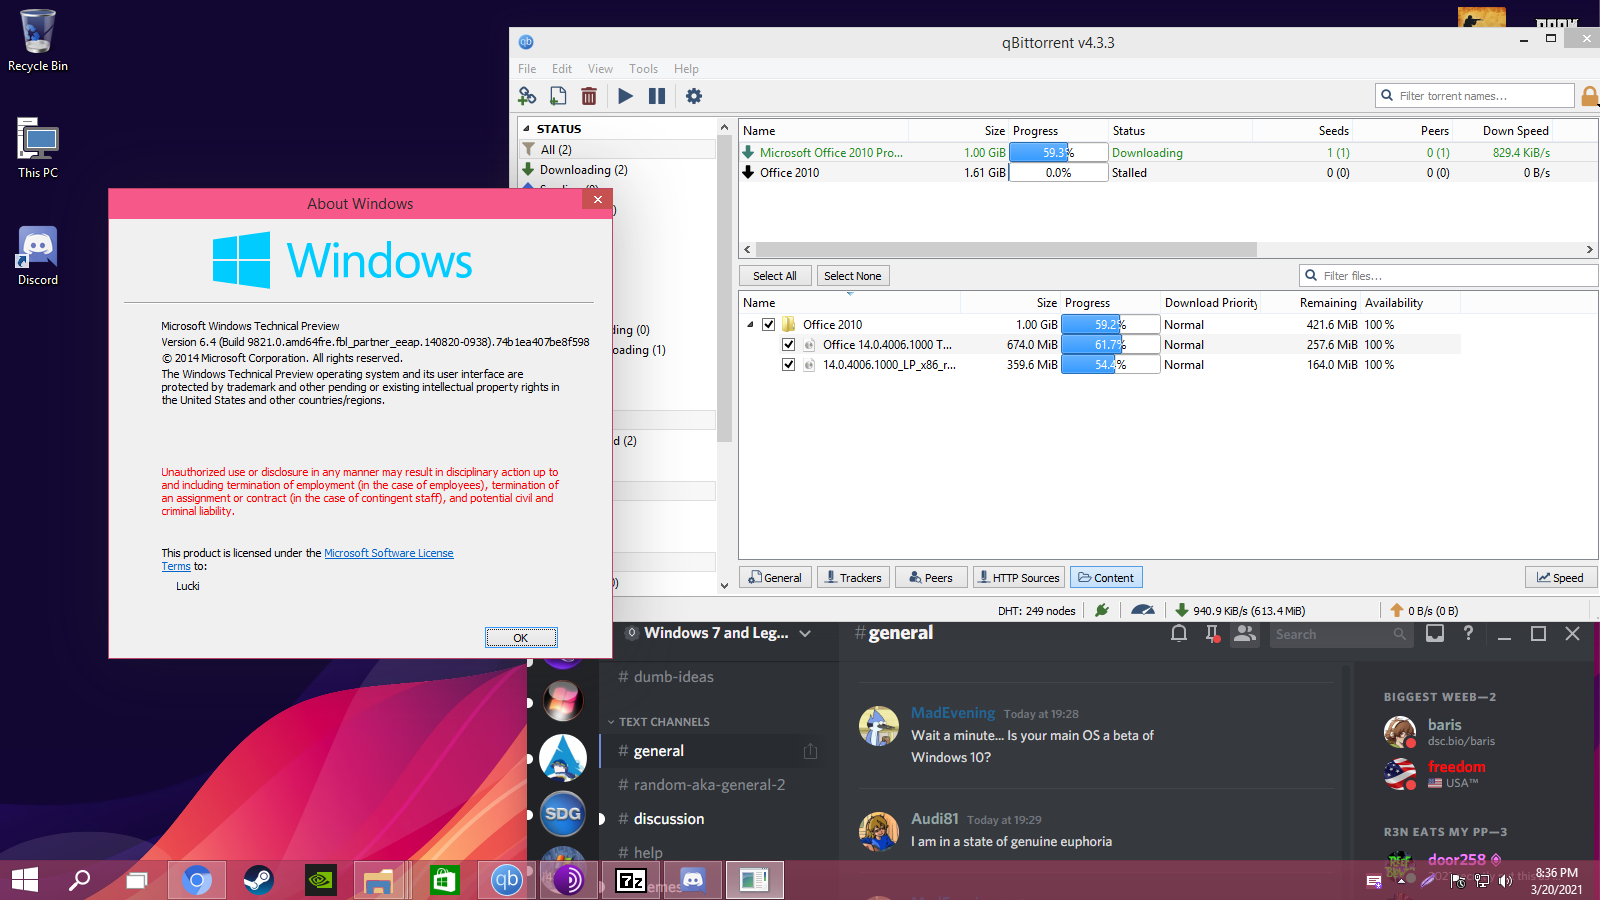 Recycle Bin
This PC
Discord
qBittorrent v4.3.3
File Edit View Tools Help
Filter torrent names...
STATUS
All (2)
Downloading (2)
Name Size Progress Status Seeds Peers Down Speed
Microsoft Office 2010 Pro... 1.00 GiB 59.3% Downloading 1 (1) 0 (1) 829.4 KiB/s
Office 2010 1.61 GiB 0.0% Stalled 0 (0) 0 (0) 0 B/s
Select All Select None
Filter files...
Name Size Progress Download Priority Remaining Availability
Office 2010 1.00 GiB 59.2% Normal 421.6 MiB 100 %
Office 14.0.4006.1000 T... 674.0 MiB 61.7% Normal 257.6 MiB 100 %
14.0.4006.1000_LP_x86_r... 359.6 MiB 54.4% Normal 164.0 MiB 100 %
General Trackers Peers HTTP Sources Content Speed
DHT: 249 nodes 940.9 KiB/s (613.4 MiB) 0 B/s (0 B)
About Windows
Windows
Microsoft Windows Technical Preview
Version 6.4 (Build 9821.0.amd64fre.fbl_partner_eeap.140820-0938).74b1ea407be8f598
© 2014 Microsoft Corporation. All rights reserved.
The Windows Technical Preview operating system and its user interface are
protected by trademark and other pending or existing intellectual property rights in
the United States and other countries/regions.
Unauthorized use or disclosure in any manner may result in disciplinary action up to
and including termination of employment (in the case of employees), termination of
an assignment or contract (in the case of contingent staff), and potential civil and
criminal liability.
This product is licensed under the Microsoft Software License
Terms to:
Lucki
OK
Windows 7 and Leg...
# general
Search
# dumb-ideas
TEXT CHANNELS
# general
# random-aka-general-2
# discussion
# help
SDG
MadEvening Today at 19:28
Wait a minute... Is your main OS a beta of
Windows 10?
Audi81 Today at 19:29
I am in a state of genuine euphoria
BIGGEST WEEB—2
baris
dsc.bio/baris
freedom
USA™
R3N EATS MY PP—3
door258
qb
7z
8:36 PM
3/20/2021